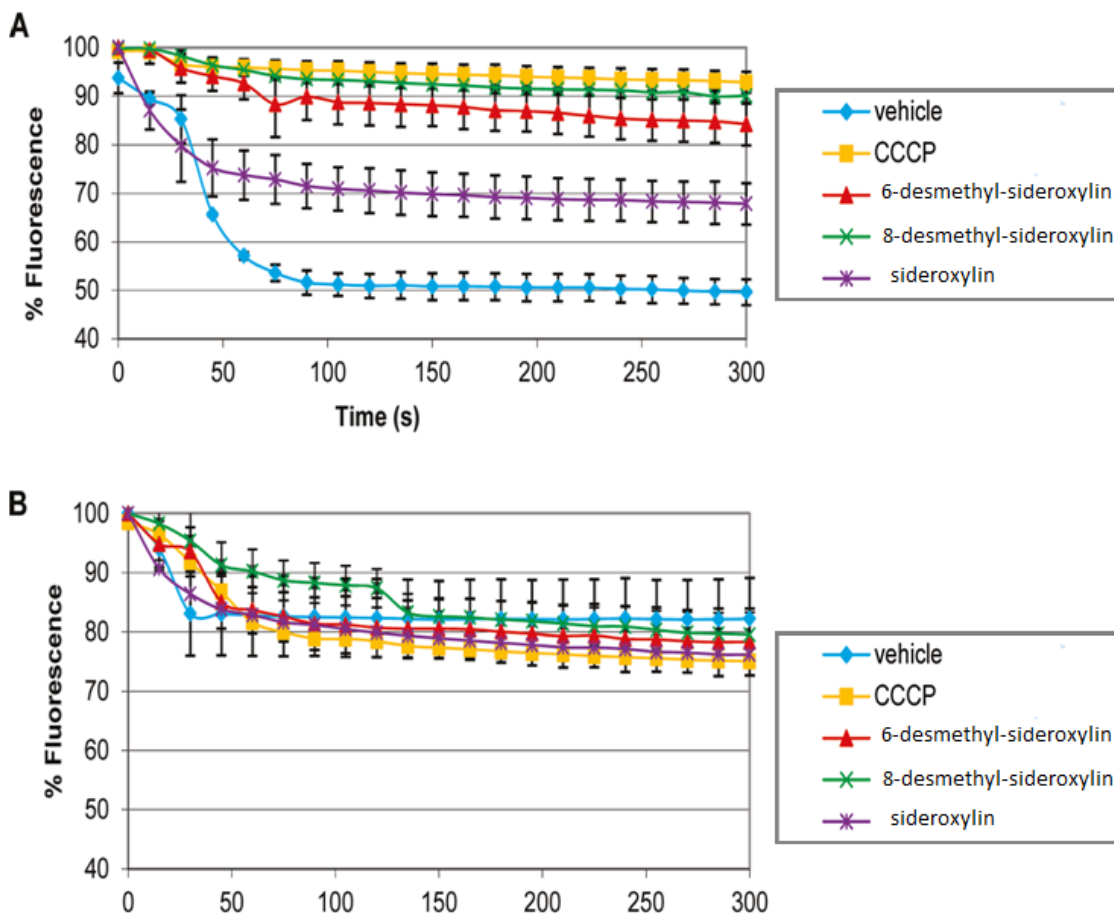 A
100
90
80
70
60
50
40
% Fluorescence
0 50 100 150 200 250 300
Time (s)
vehicle
CCCP
6-desmethyl-sideroxylin
8-desmethyl-sideroxylin
sideroxylin
B
100
90
80
70
60
50
40
% Fluorescence
0 50 100 150 200 250 300
vehicle
CCCP
6-desmethyl-sideroxylin
8-desmethyl-sideroxylin
sideroxylin